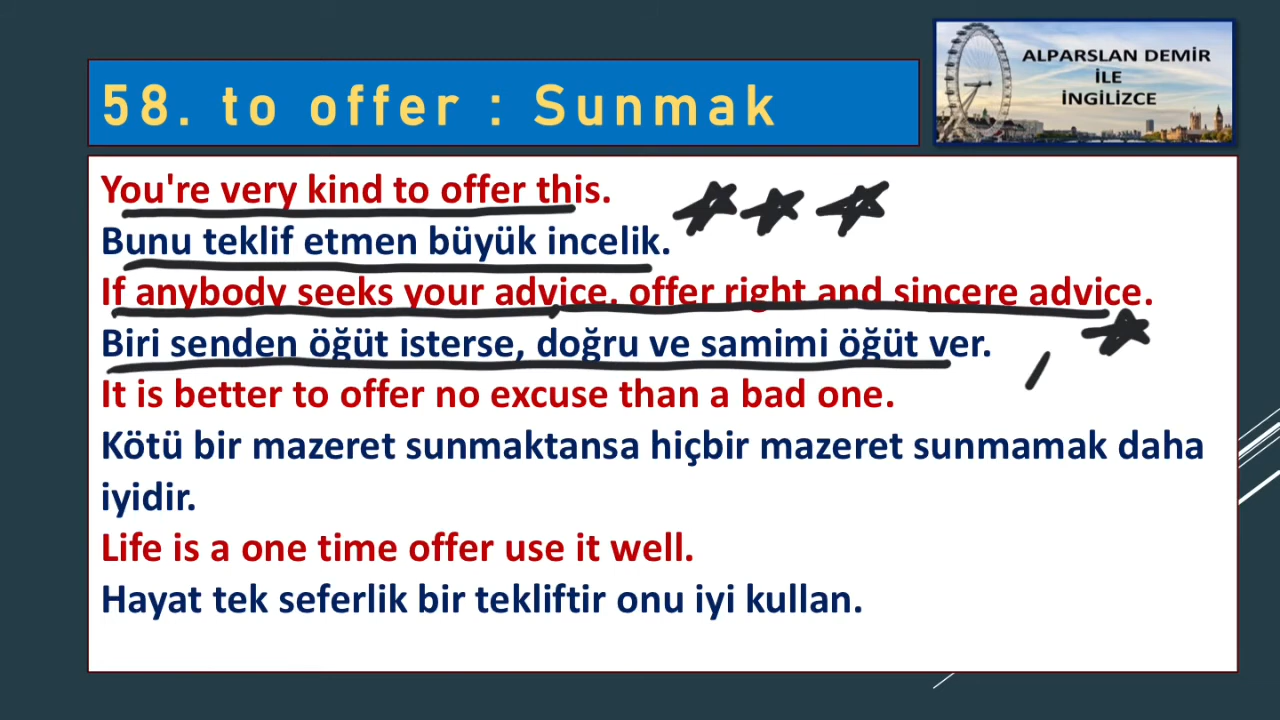 58. to offer : Sunmak
ALPARSLAN DEMİR
İLE
İNGİLİZCE
You're very kind to offer this.
Bunu teklif etmen büyük incelik.
If anybody seeks your advice, offer right and sincere advice.
Biri senden öğüt isterse, doğru ve samimi öğüt ver.
It is better to offer no excuse than a bad one.
Kötü bir mazeret sunmaktansa hiçbir mazeret sunmamak daha
iyidir.
Life is a one time offer use it well.
Hayat tek seferlik bir tekliftir onu iyi kullan.